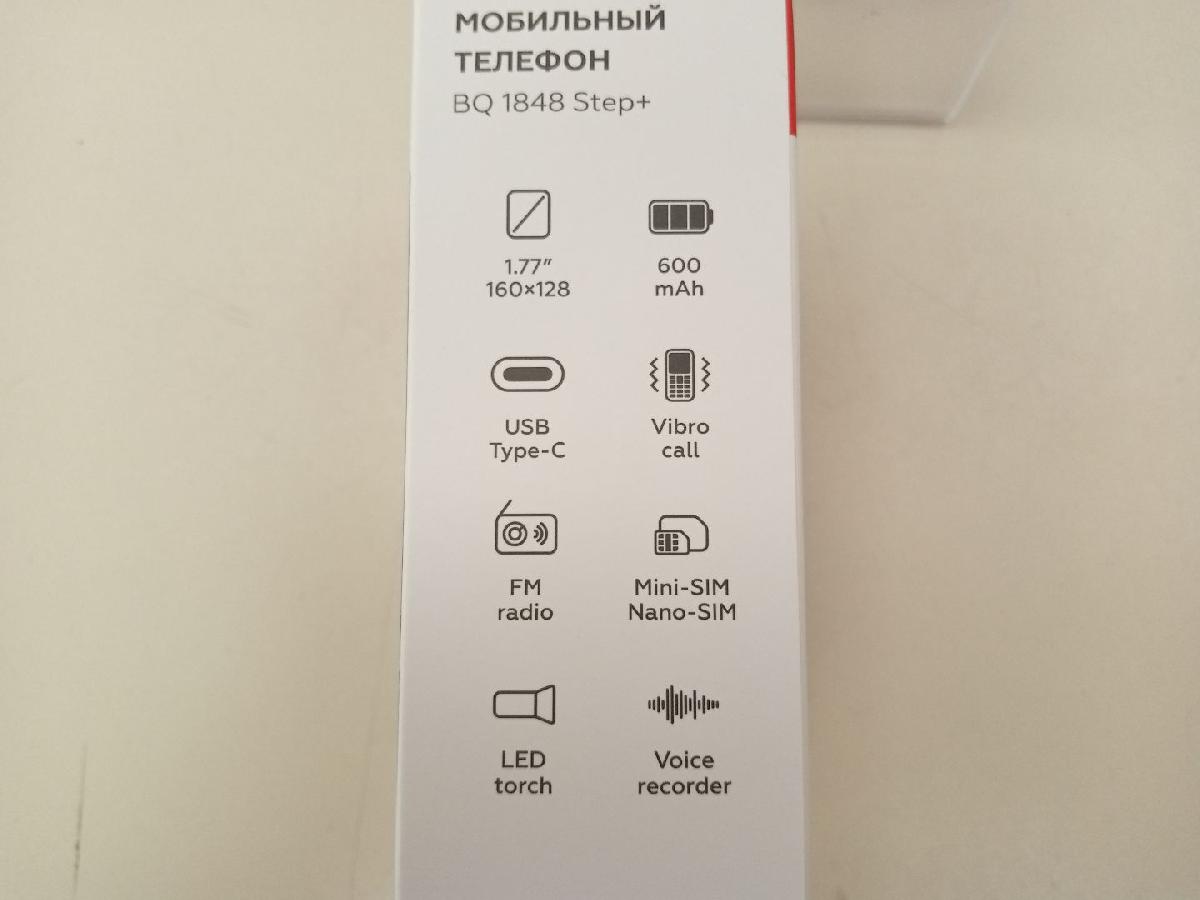 МОБИЛЬНЫЙ
ТЕЛЕФОН
BQ 1848 Step+
1.77″
160×128
600
mAh
USB
Type-C
Vibro
call
FM
radio
Mini-SIM
Nano-SIM
LED
torch
Voice
recorder